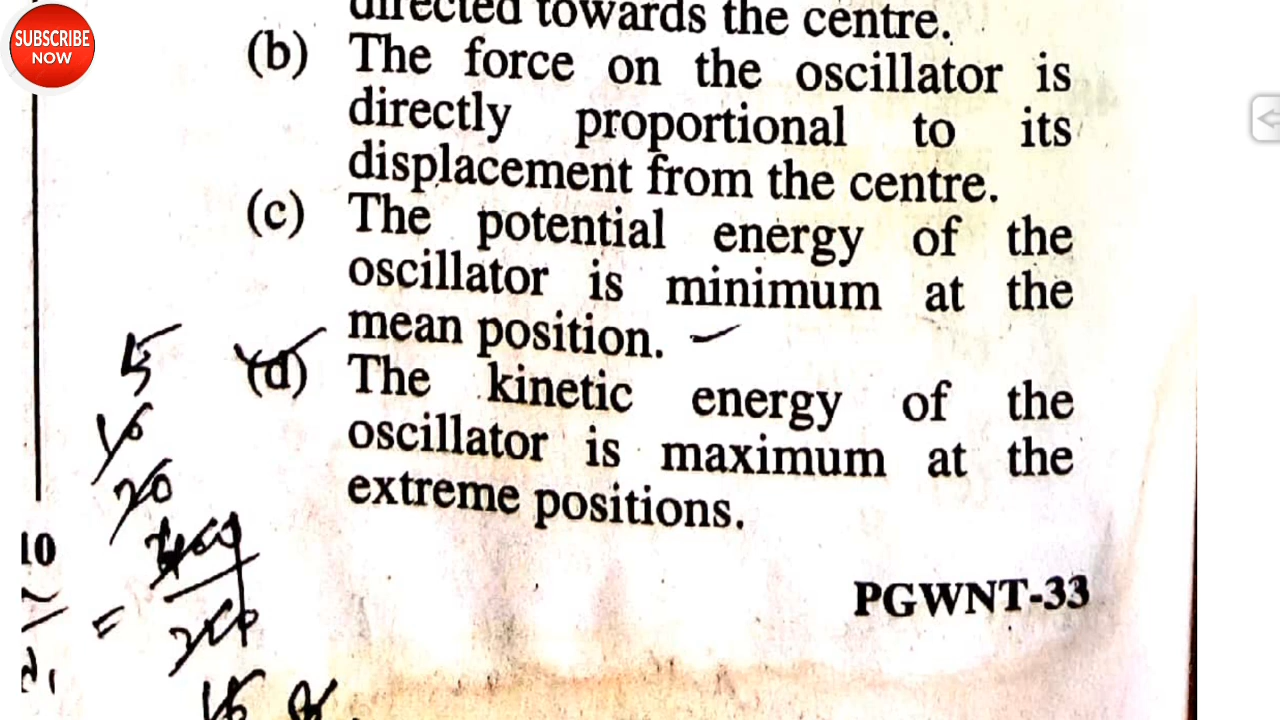 directed towards the centre.
SUBSCRIBE
NOW
(b) The force on the oscillator is
directly proportional to its
displacement from the centre.
(c) The potential energy of the
oscillator is minimum at the
mean position.
(d) The kinetic energy of the
oscillator is maximum at the
extreme positions.
10
PGWNT-33